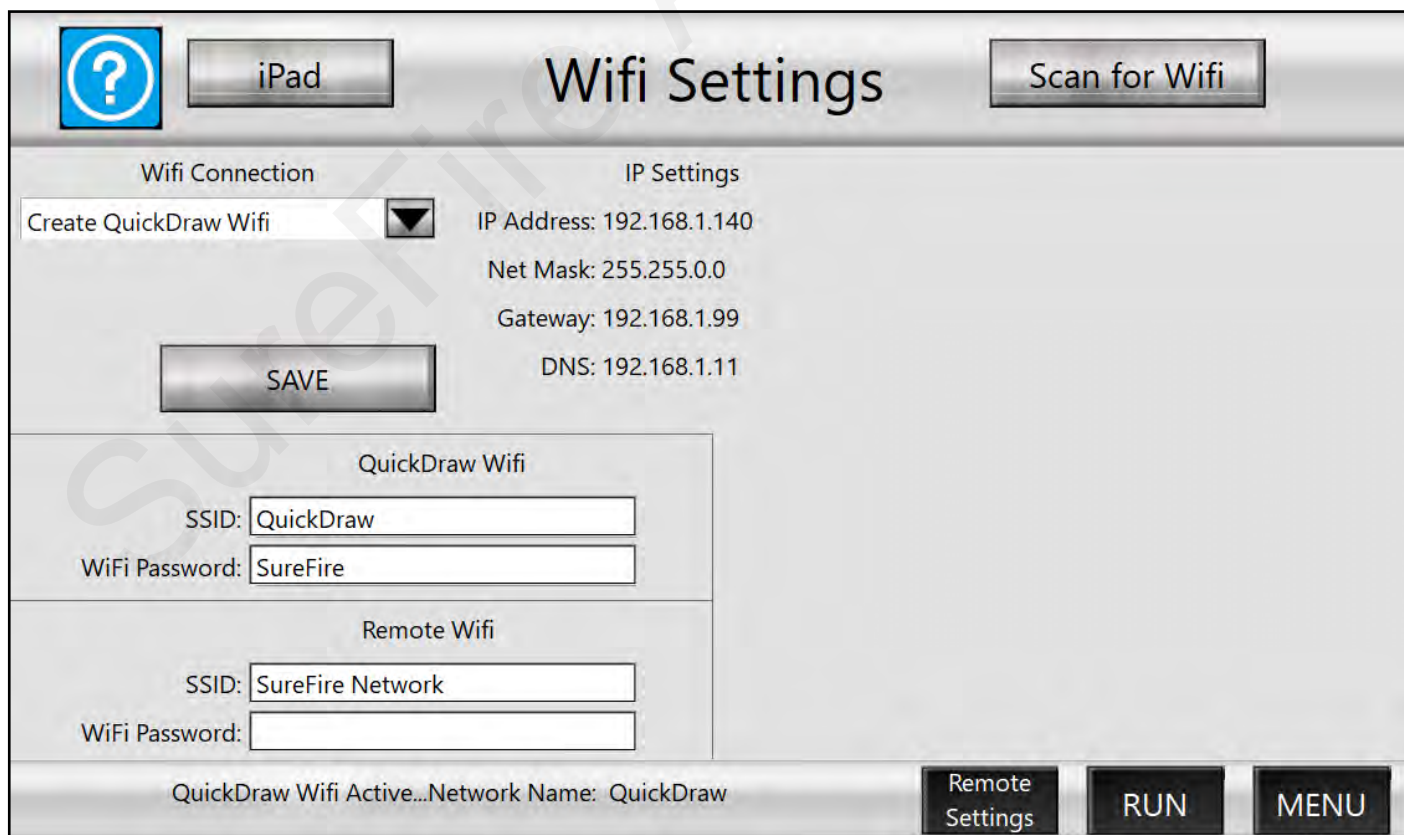 ?
iPad
Wifi Settings
Scan for Wifi
Wifi Connection
Create QuickDraw Wifi
IP Settings
IP Address: 192.168.1.140
Net Mask: 255.255.0.0
Gateway: 192.168.1.99
DNS: 192.168.1.11
SAVE
QuickDraw Wifi
SSID: QuickDraw
WiFi Password: SureFire
Remote Wifi
SSID: SureFire Network
WiFi Password:
QuickDraw Wifi Active...Network Name: QuickDraw
Remote
Settings
RUN
MENU
SureFire